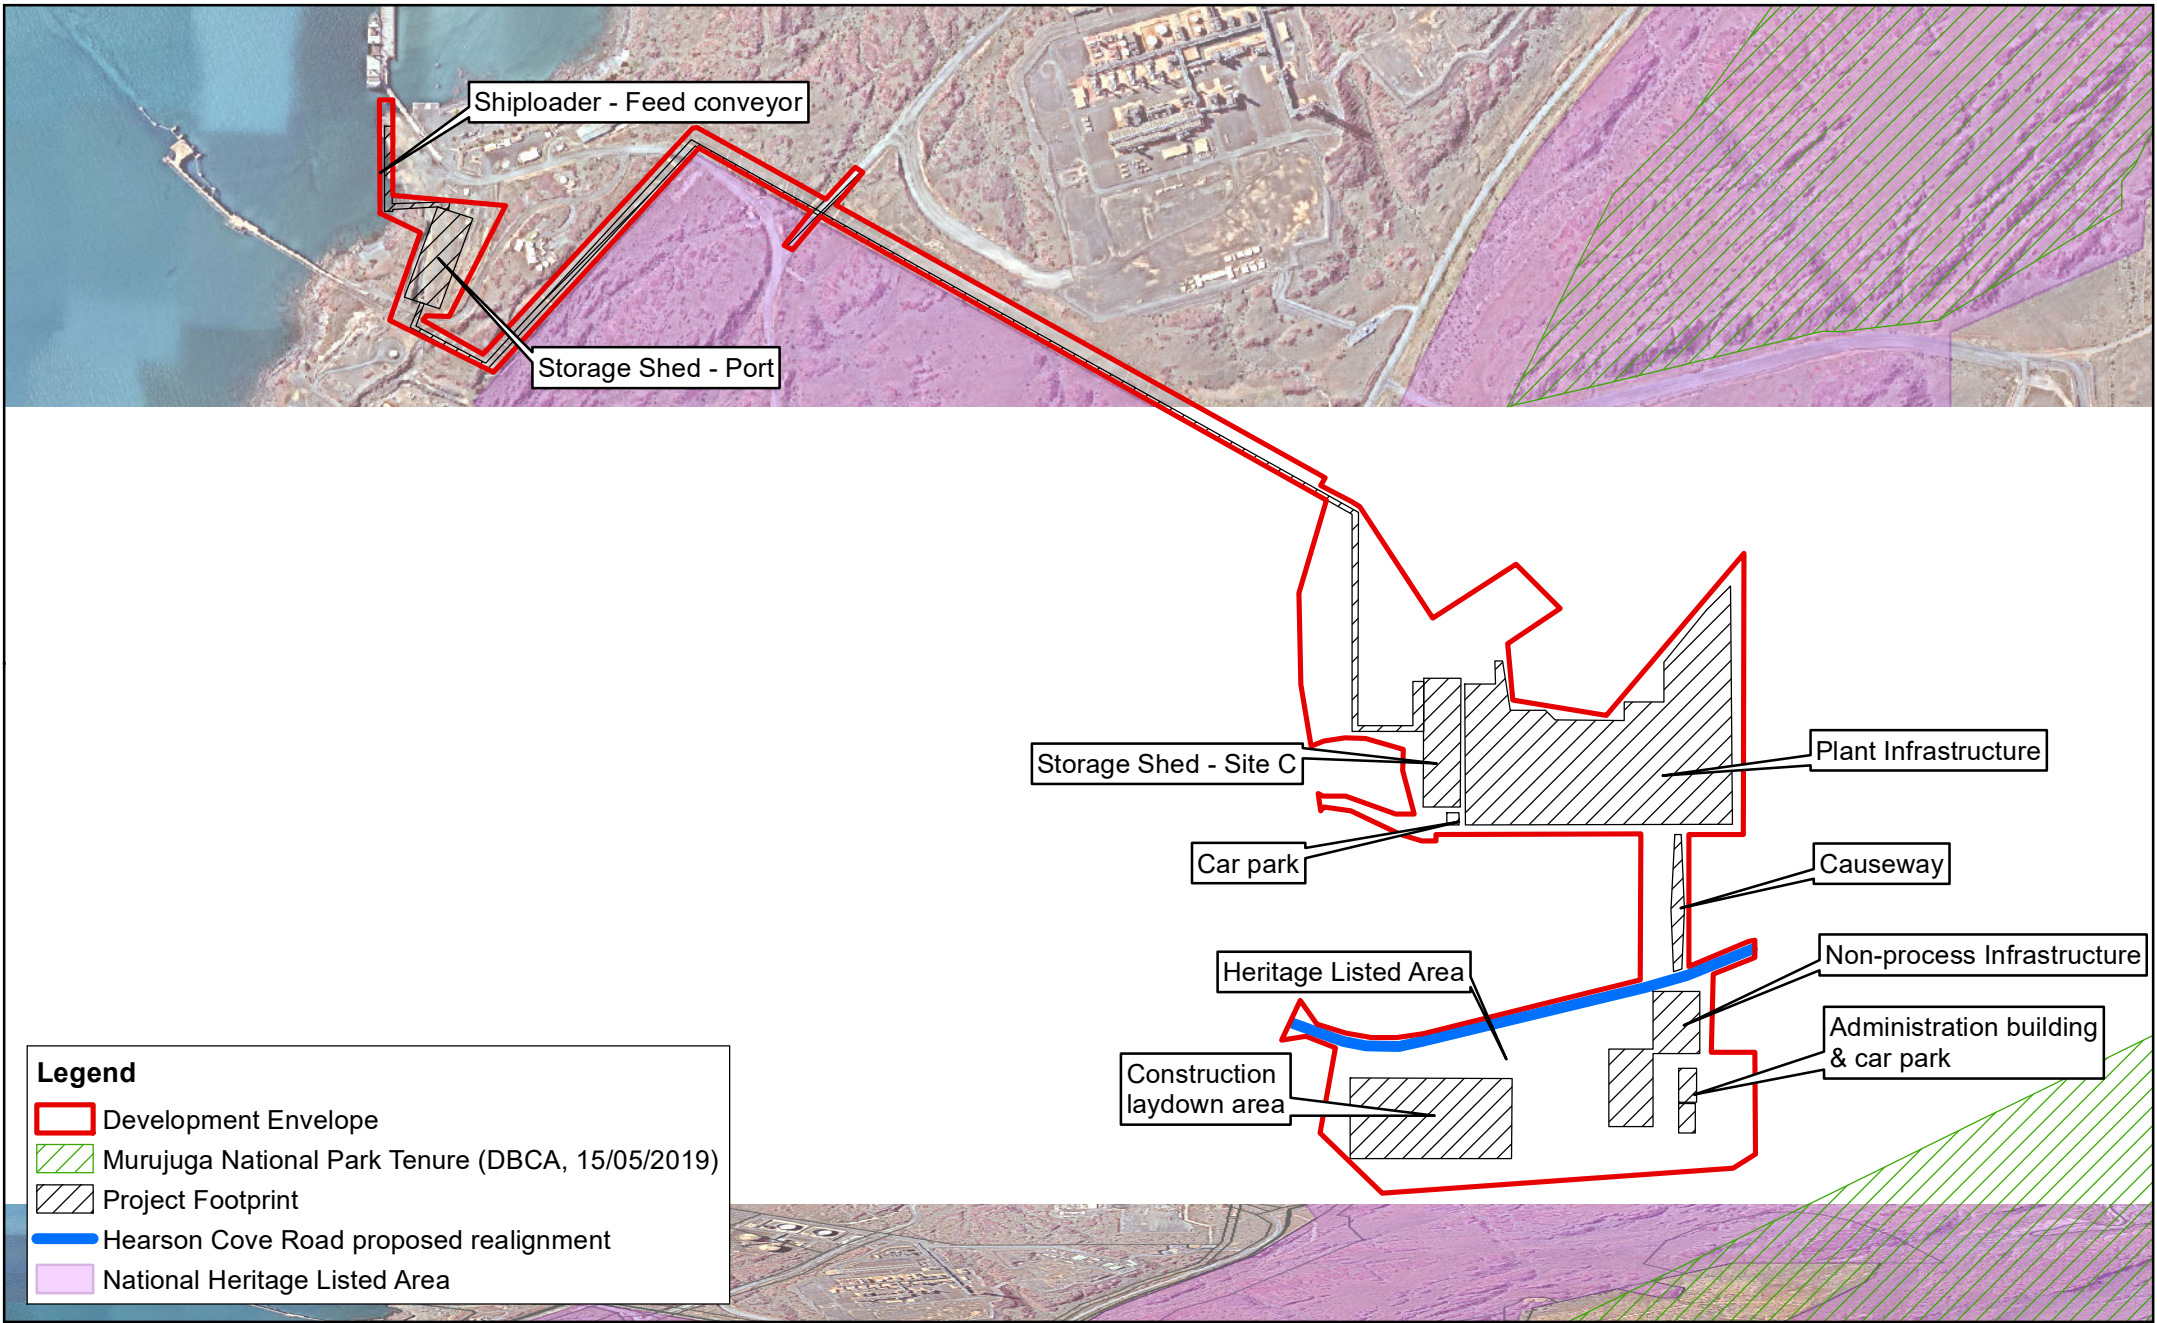 Shiploader - Feed conveyor
Storage Shed - Port
Storage Shed - Site C
Plant Infrastructure
Car park
Causeway
Non-process Infrastructure
Heritage Listed Area
Administration building
& car park
Construction
laydown area
Legend
Development Envelope
Murujuga National Park Tenure (DBCA, 15/05/2019)
Project Footprint
Hearson Cove Road proposed realignment
National Heritage Listed Area